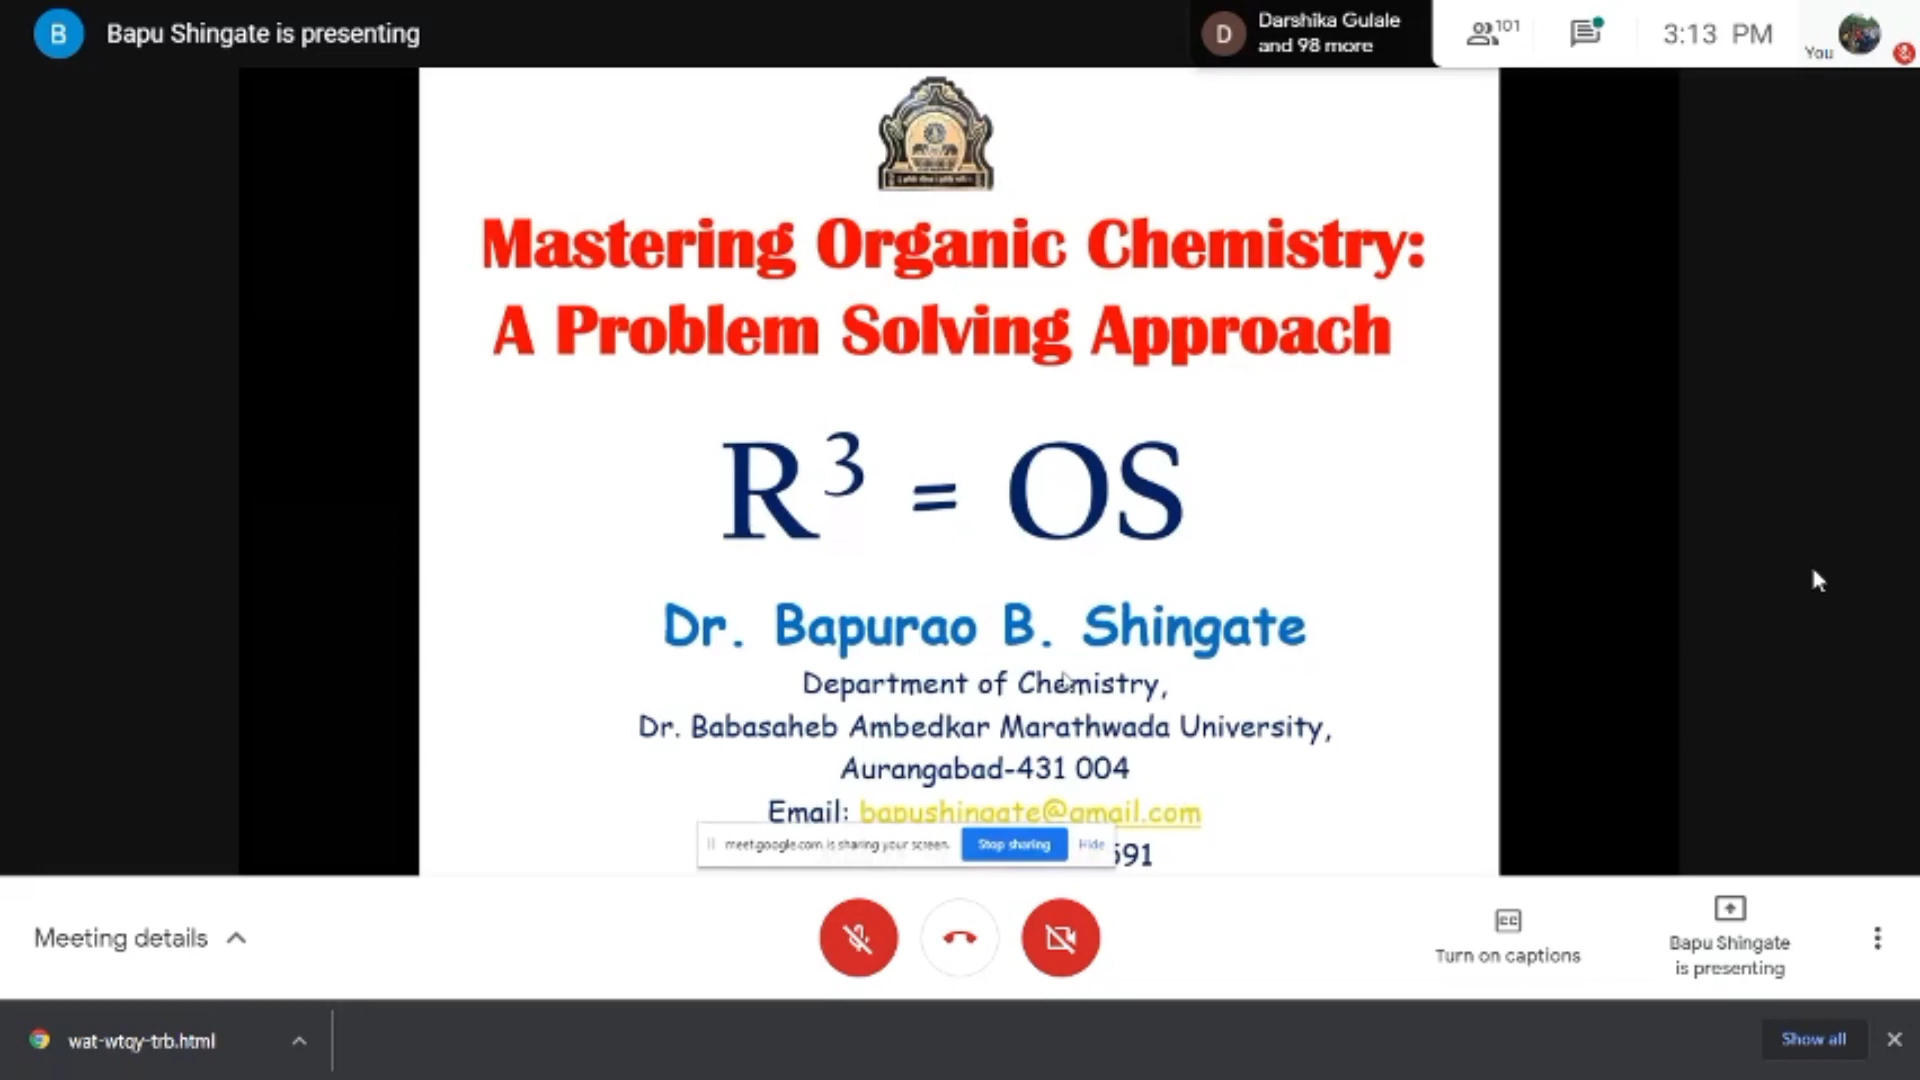 B Bapu Shingate is presenting
D Darshika Gulale
and 98 more
101
3:13 PM
You
Mastering Organic Chemistry:
A Problem Solving Approach
R³ = OS
Dr. Bapurao B. Shingate
Department of Chemistry,
Dr. Babasaheb Ambedkar Marathwada University,
Aurangabad-431 004
Email: bapushingate@gmail.com
meet.google.com is sharing your screen. Stop sharing Hide
591
Meeting details
CC
Turn on captions
Bapu Shingate
is presenting
wat-wtqy-trb.html
Show all